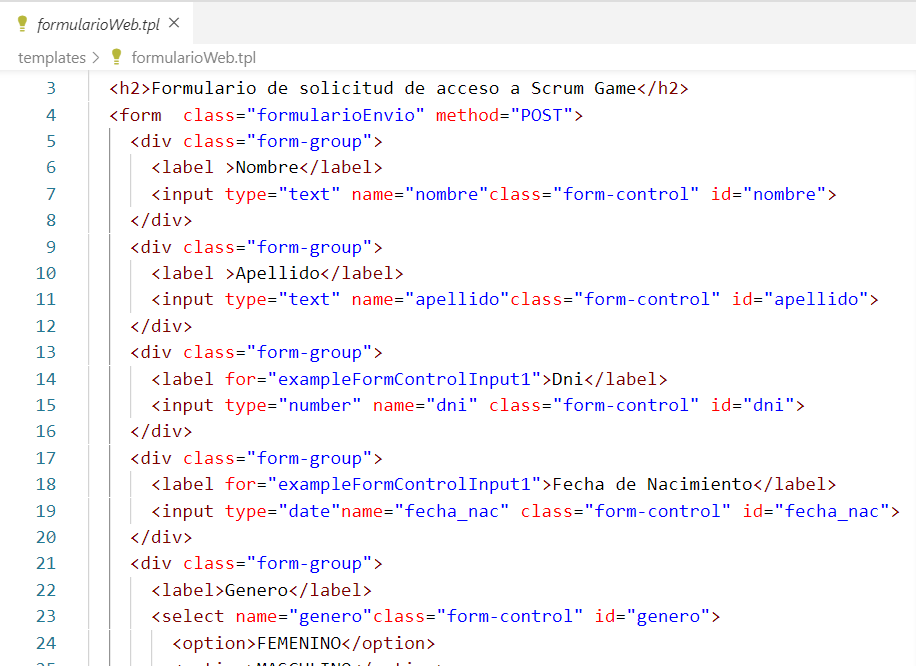 formularioWeb.tpl ×
templates > formularioWeb.tpl
3 <h2>Formulario de solicitud de acceso a Scrum Game</h2>
4 <form  class="formularioEnvio" method="POST">
5 <div class="form-group">
6 <label >Nombre</label>
7 <input type="text" name="nombre"class="form-control" id="nombre">
8 </div>
9 <div class="form-group">
10 <label >Apellido</label>
11 <input type="text" name="apellido"class="form-control" id="apellido">
12 </div>
13 <div class="form-group">
14 <label for="exampleFormControlInput1">Dni</label>
15 <input type="number" name="dni" class="form-control" id="dni">
16 </div>
17 <div class="form-group">
18 <label for="exampleFormControlInput1">Fecha de Nacimiento</label>
19 <input type="date"name="fecha_nac" class="form-control" id="fecha_nac">
20 </div>
21 <div class="form-group">
22 <label>Genero</label>
23 <select name="genero"class="form-control" id="genero">
24 <option>FEMENINO</option>